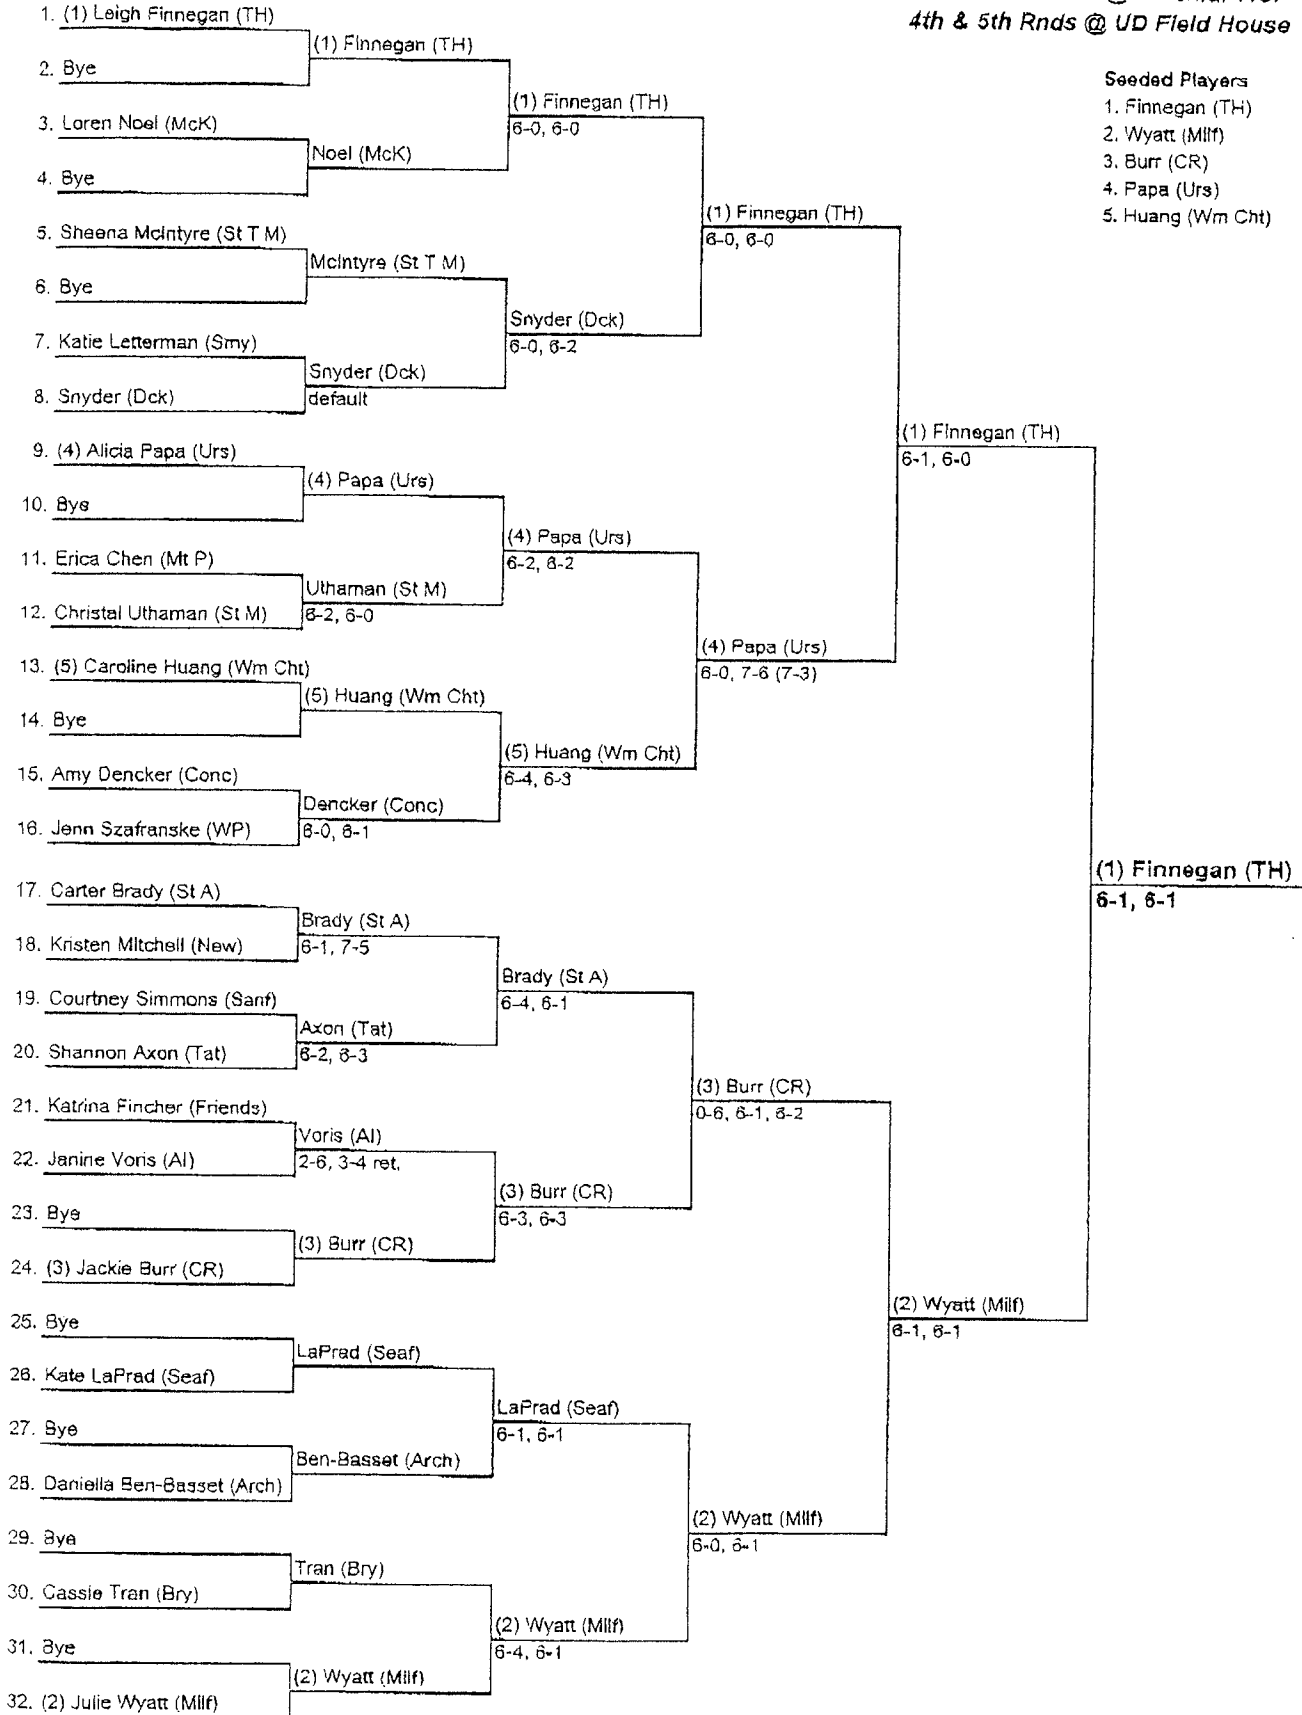 4th & 5th Rnds @ UD Field House
Seeded Players
1. Finnegan (TH)
2. Wyatt (Milf)
3. Burr (CR)
4. Papa (Urs)
5. Huang (Wm Cht)
1. (1) Leigh Finnegan (TH)
2. Bye
3. Loren Noel (McK)
4. Bye
5. Sheena McIntyre (St T M)
6. Bye
7. Katie Letterman (Smy)
8. Snyder (Dck)
9. (4) Alicia Papa (Urs)
10. Bye
11. Erica Chen (Mt P)
12. Christal Uthaman (St M)
13. (5) Caroline Huang (Wm Cht)
14. Bye
15. Amy Dencker (Conc)
16. Jenn Szafranske (WP)
17. Carter Brady (St A)
18. Kristen Mitchell (New)
19. Courtney Simmons (Sanf)
20. Shannon Axon (Tat)
21. Katrina Fincher (Friends)
22. Janine Voris (AI)
23. Bye
24. (3) Jackie Burr (CR)
25. Bye
26. Kate LaPrad (Seaf)
27. Bye
28. Daniella Ben-Basset (Arch)
29. Bye
30. Cassie Tran (Bry)
31. Bye
32. (2) Julie Wyatt (Milf)
(1) Finnegan (TH)
Noel (McK)
McIntyre (St T M)
Snyder (Dck)
default
(4) Papa (Urs)
Uthaman (St M)
6-2, 6-0
(5) Huang (Wm Cht)
Dencker (Conc)
6-0, 6-1
Brady (St A)
6-1, 7-5
Axon (Tat)
6-2, 6-3
Voris (AI)
2-6, 3-4 ret.
(3) Burr (CR)
LaPrad (Seaf)
Ben-Basset (Arch)
Tran (Bry)
(2) Wyatt (Milf)
(1) Finnegan (TH)
6-0, 6-0
Snyder (Dck)
6-0, 6-2
(4) Papa (Urs)
6-2, 6-2
(5) Huang (Wm Cht)
6-4, 6-3
Brady (St A)
6-4, 6-1
(3) Burr (CR)
6-3, 6-3
LaPrad (Seaf)
6-1, 6-1
(2) Wyatt (Milf)
6-4, 6-1
(1) Finnegan (TH)
6-0, 6-0
(4) Papa (Urs)
6-0, 7-6 (7-3)
(3) Burr (CR)
0-6, 6-1, 6-2
(2) Wyatt (Milf)
6-0, 6-1
(1) Finnegan (TH)
6-1, 6-0
(2) Wyatt (Milf)
6-1, 6-1
(1) Finnegan (TH)
6-1, 6-1